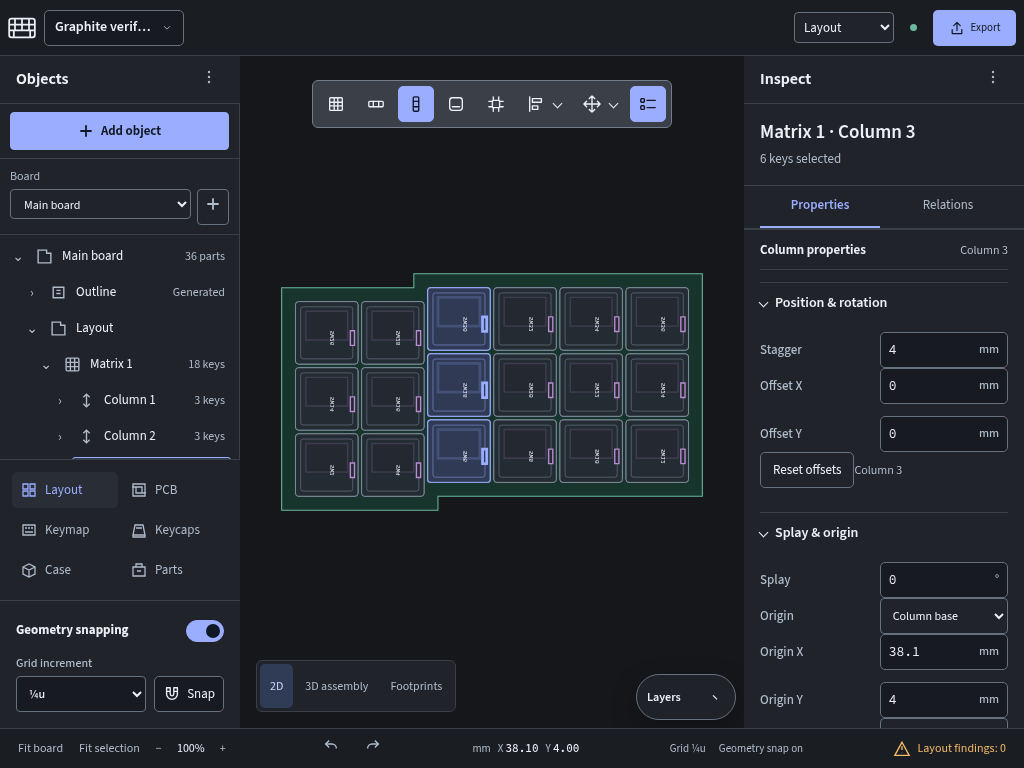 Graphite verif…
Layout
Export
Objects
Add object
Board
Main board
Main board
36 parts
Outline
Generated
Layout
Matrix 1
18 keys
Column 1
3 keys
Column 2
3 keys
Layout
PCB
Keymap
Keycaps
Case
Parts
Geometry snapping
Grid increment
¼u
Snap
2D
3D assembly
Footprints
Layers
Inspect
Matrix 1 · Column 3
6 keys selected
Properties
Relations
Column properties
Column 3
Position & rotation
Stagger
4
mm
Offset X
0
mm
Offset Y
0
mm
Reset offsets
Column 3
Splay & origin
Splay
0
°
Origin
Column base
Origin X
38.1
mm
Origin Y
4
mm
Fit board
Fit selection
−
100%
+
mm X 38.10 Y 4.00
Grid ¼u
Geometry snap on
Layout findings: 0